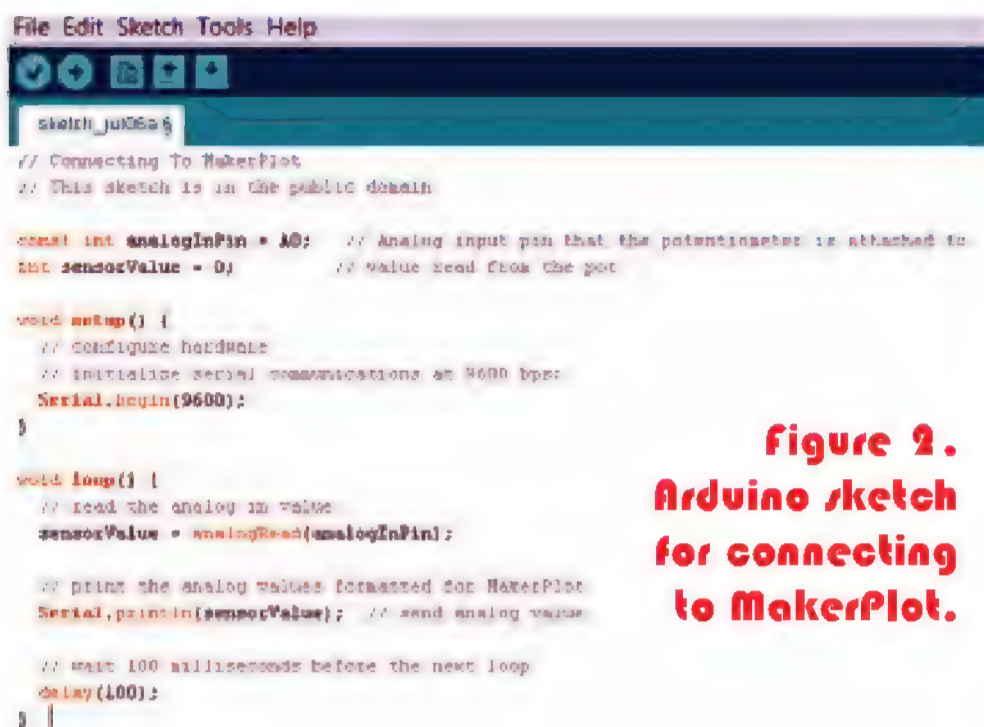 File Edit Sketch Tools Help
sketch_jul06a §
// Connecting To MakerPlot
// This sketch is in the public domain
const int analogInPin = A0; // Analog input pin that the potentiometer is attached to
int sensorValue = 0; // value read from the pot
void setup() {
// configure hardware
// initialize serial communications at 9600 bps:
Serial.begin(9600);
}
void loop() {
// read the analog in value
sensorValue = analogRead(analogInPin);
// print the analog values formatted for MakerPlot
Serial.println(sensorValue); // send analog value
// wait 100 milliseconds before the next loop
delay(100);
}
Figure 2.
Arduino sketch
for connecting
to MakerPlot.